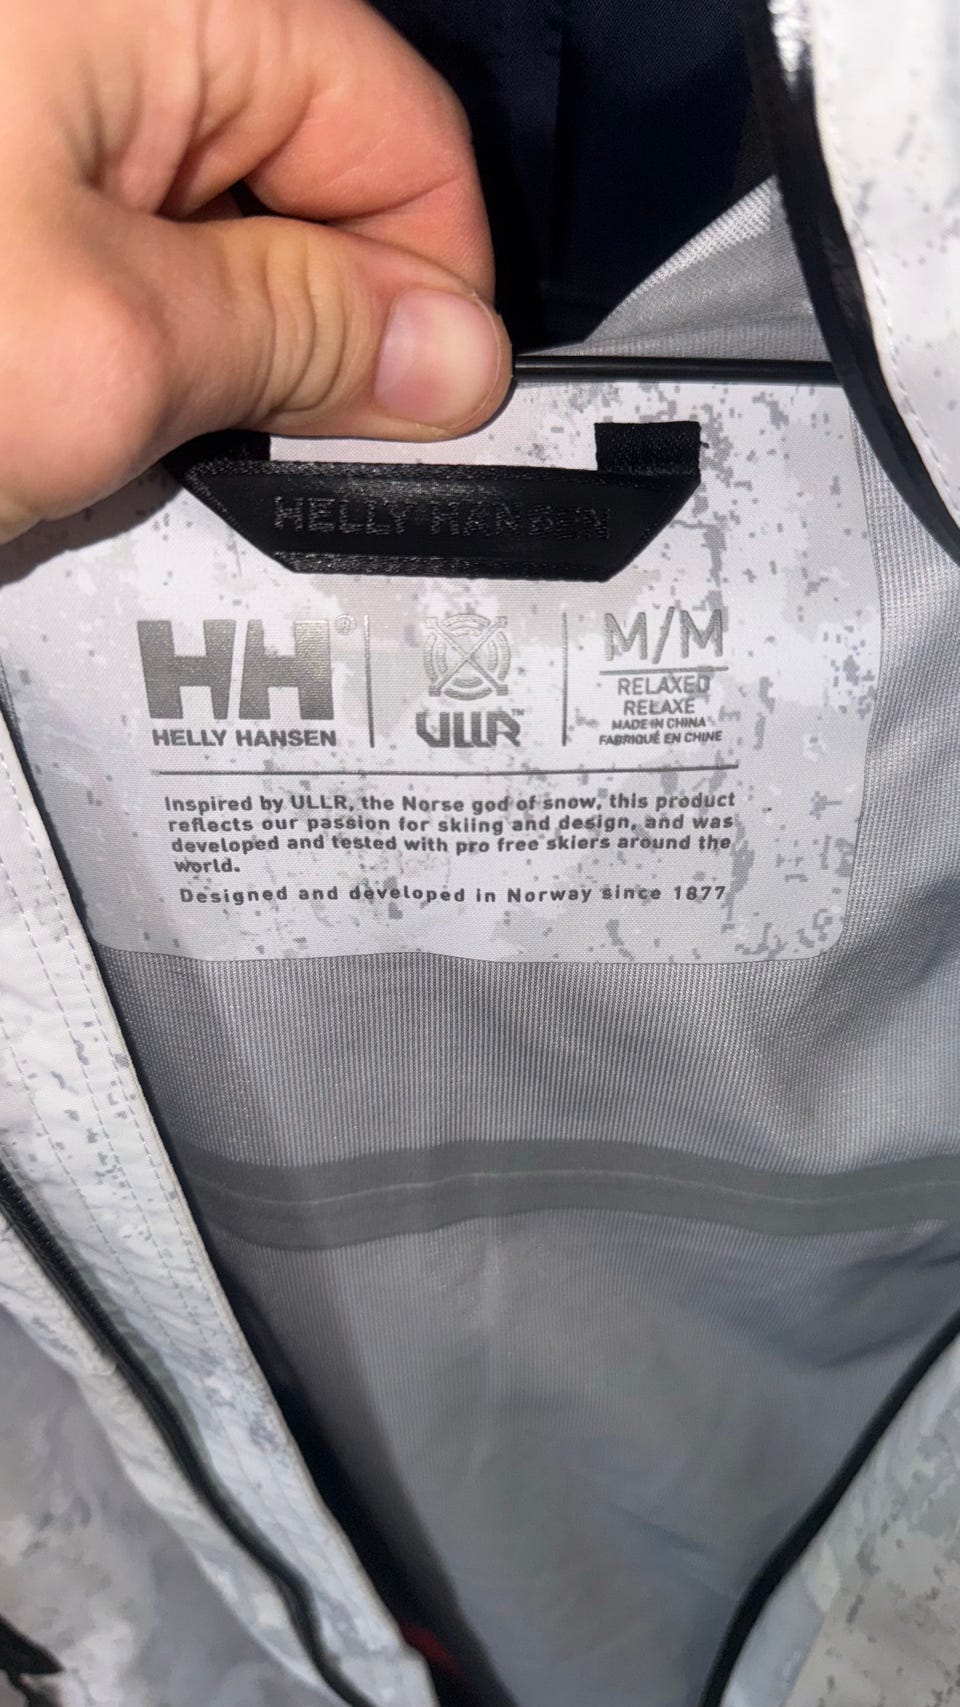 HELLY HANSEN
HH®
HELLY HANSEN
ULLR™
M/M
RELAXED
RELAXE
MADE IN CHINA
FABRIQUÉ EN CHINE
Inspired by ULLR, the Norse god of snow, this product
reflects our passion for skiing and design, and was
developed and tested with pro free skiers around the
world.
Designed and developed in Norway since 1877